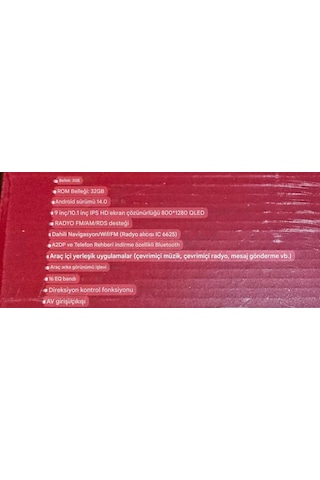 Bellek: 2GB
ROM Belleği: 32GB
Android sürümü 14.0
9 inç/10.1 inç IPS HD ekran çözünürlüğü 800*1280 QLED
RADYO FM/AM/RDS desteği
Dahili Navigasyon/WifiFM (Radyo alıcısı IC 6625)
A2DP ve Telefon Rehberi indirme özellikli Bluetooth
Araç içi yerleşik uygulamalar (çevrimiçi müzik, çevrimiçi radyo, mesaj gönderme vb.)
Araç arka görünümü işlevi
16 EQ bandı
Direksiyon kontrol fonksiyonu
AV girişi/çıkışı